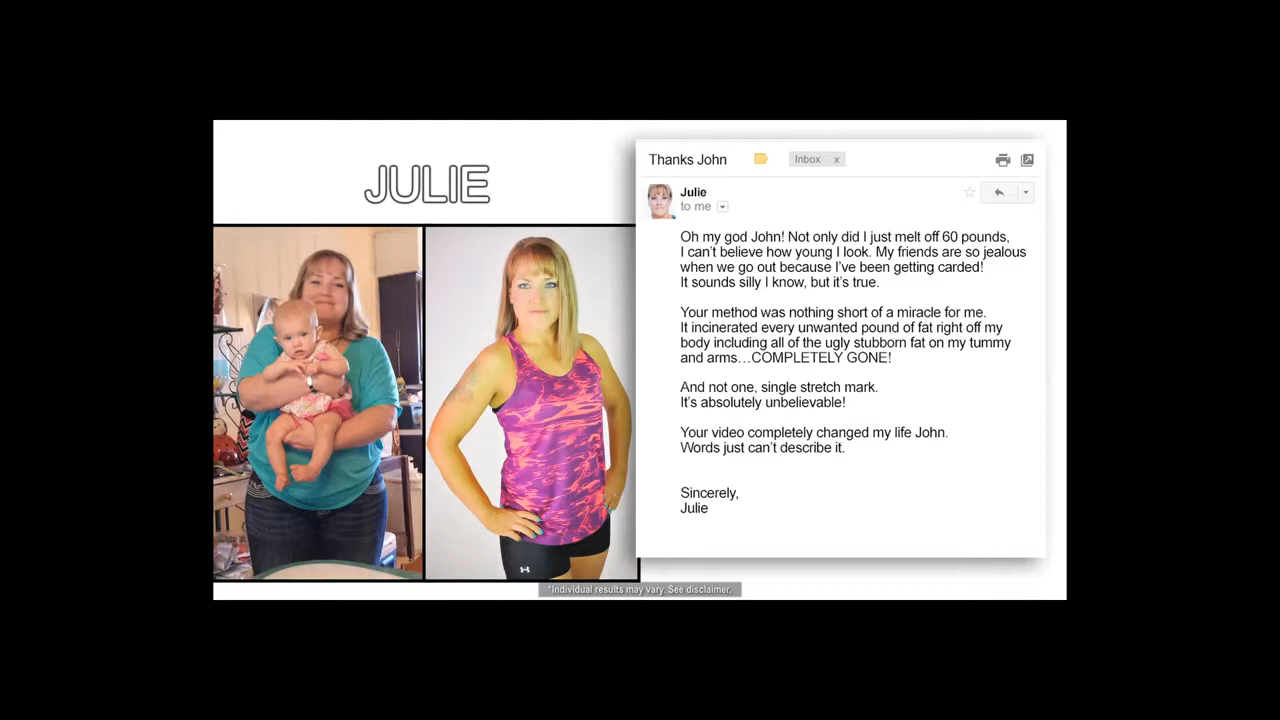 JULIE
Thanks John
Inbox x
Julie
to me
Oh my god John! Not only did I just melt off 60 pounds,
I can't believe how young I look. My friends are so jealous
when we go out because I've been getting carded!
It sounds silly I know, but it's true.
Your method was nothing short of a miracle for me.
It incinerated every unwanted pound of fat right off my
body including all of the ugly stubborn fat on my tummy
and arms…COMPLETELY GONE!
And not one, single stretch mark.
It's absolutely unbelievable!
Your video completely changed my life John.
Words just can't describe it.
Sincerely,
Julie
*Individual results may vary. See disclaimer.